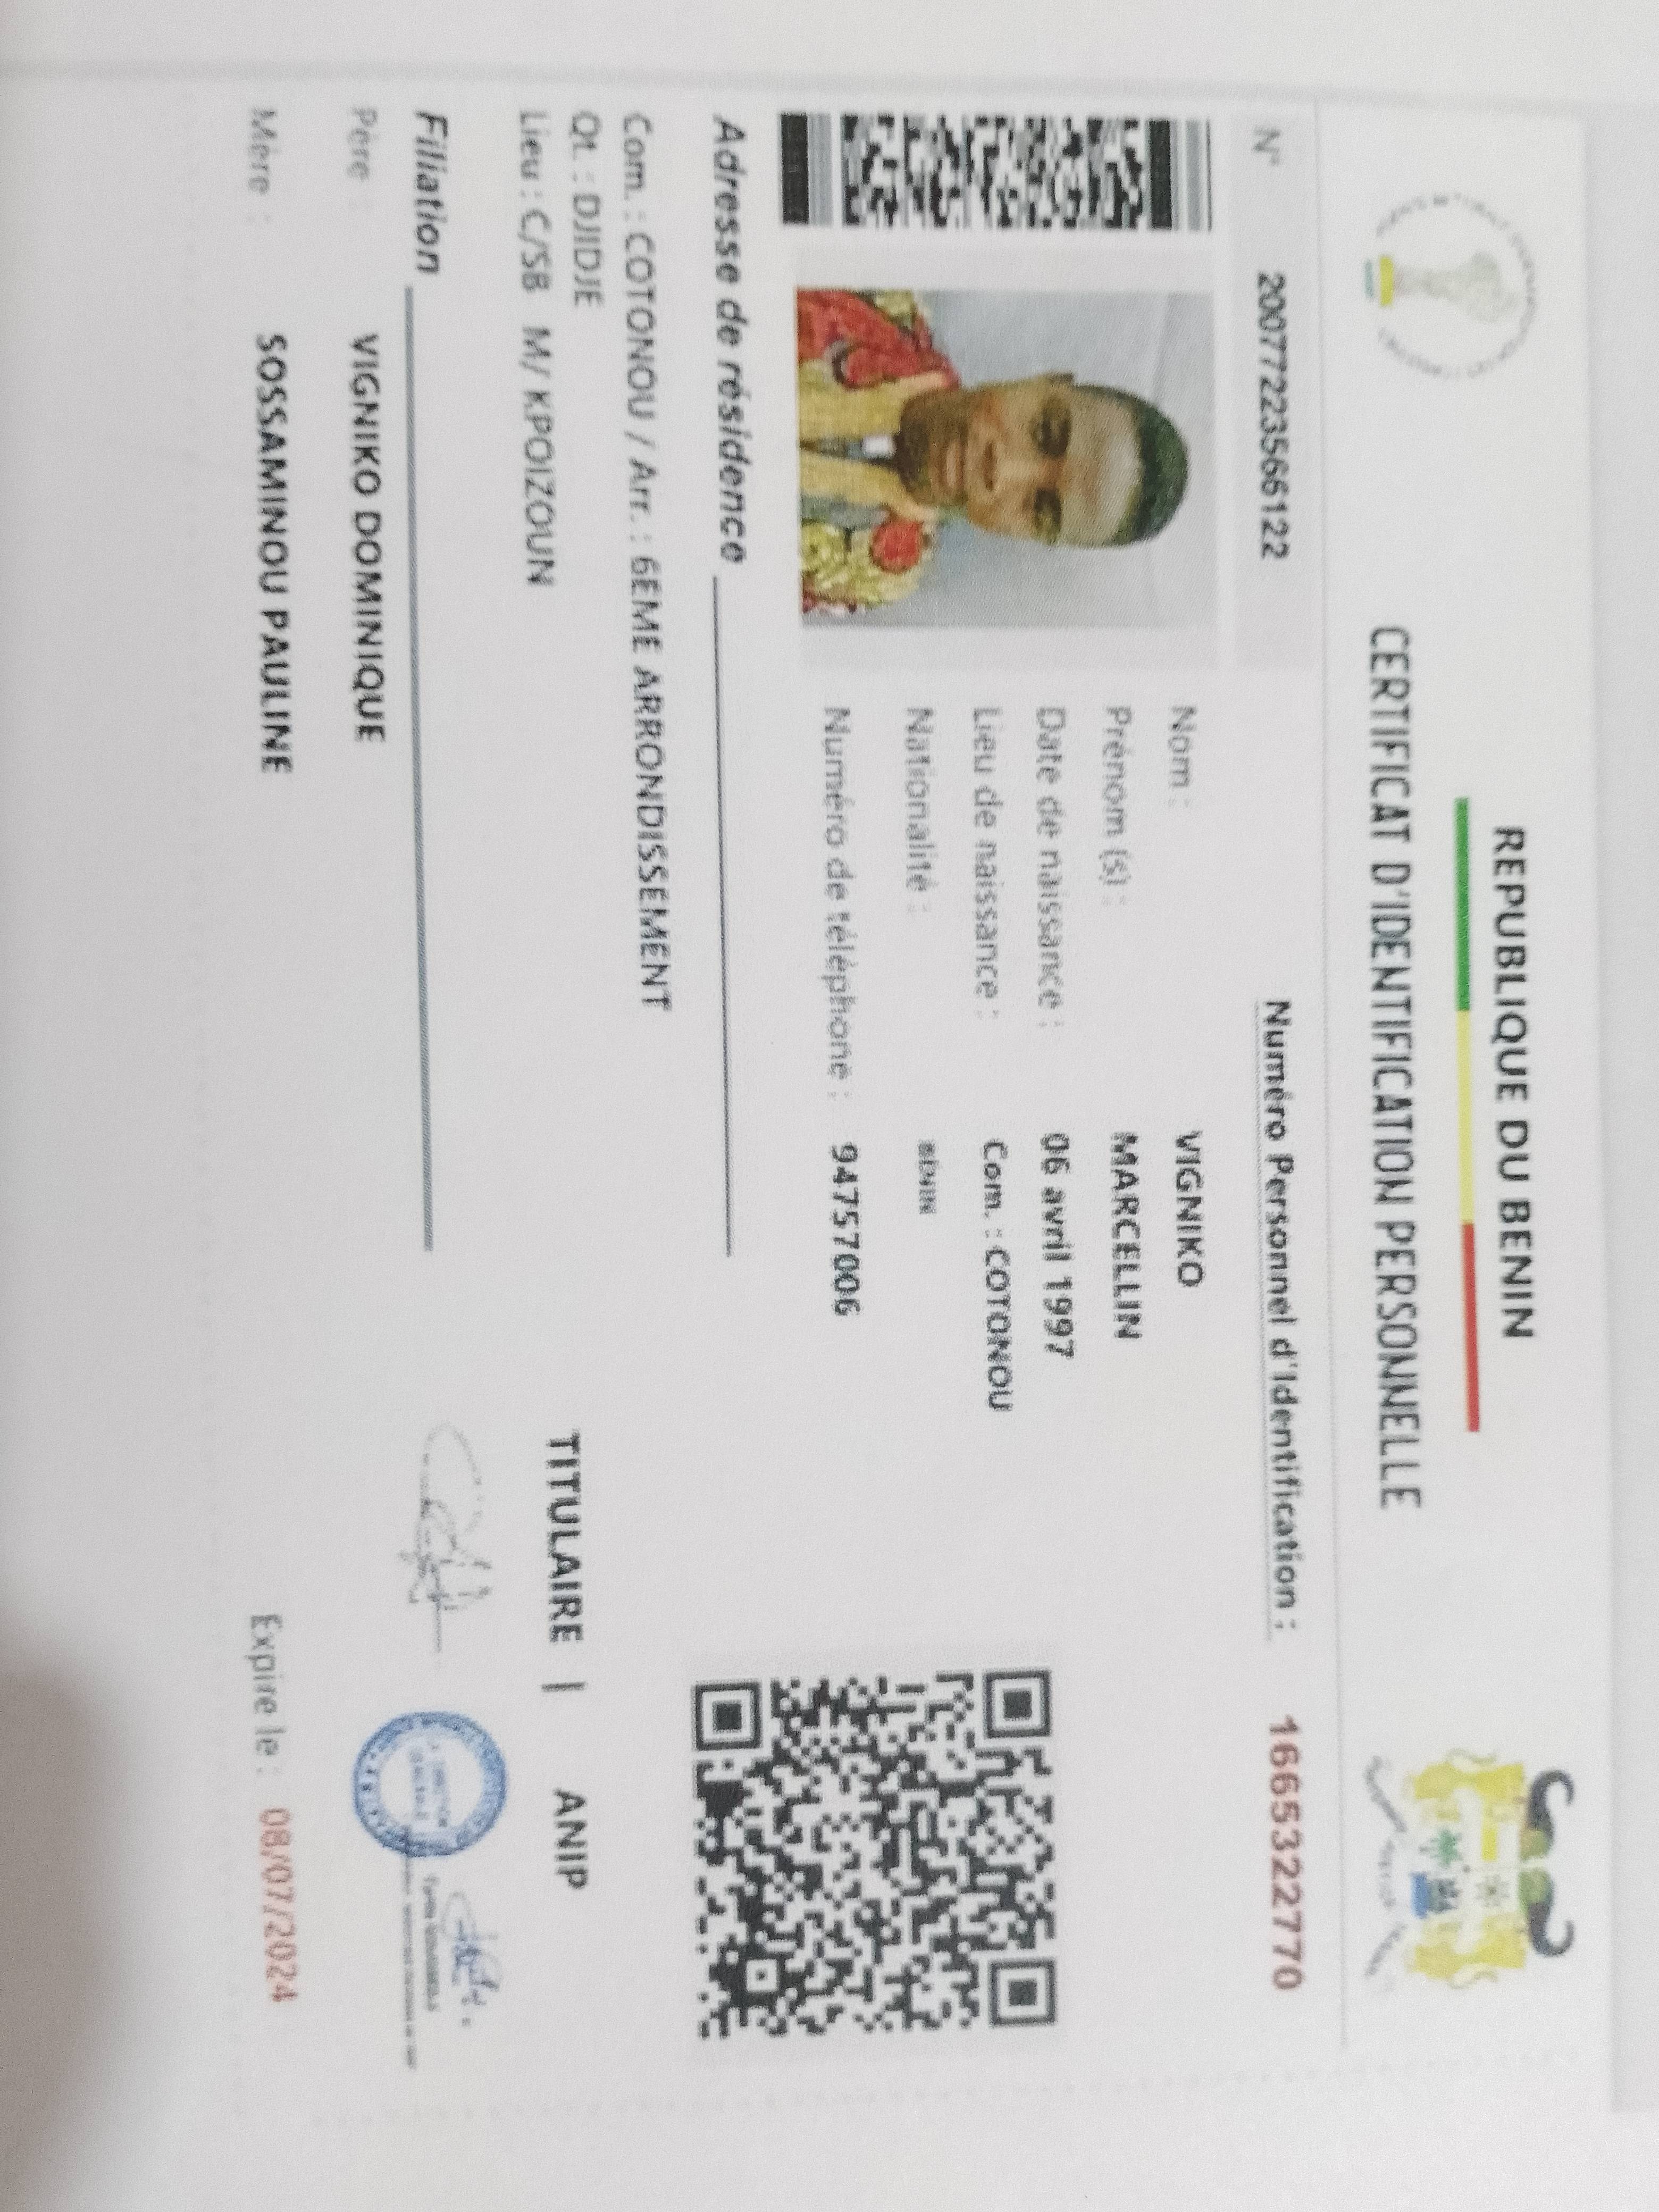 REPUBLIQUE DU BENIN
CERTIFICAT D'IDENTIFICATION PERSONNELLE
N° 20077223566122
Numéro Personnel d'Identification : 1665322770
Nom : VIGNIKO
Prénom (s) : MARCELLIN
Date de naissance : 06 avril 1997
Lieu de naissance : Com. : COTONOU
Nationalité : BÉNIN
Numéro de téléphone : 94757006
Adresse de résidence
Com. : COTONOU / Arr. : 6EME ARRONDISSEMENT
Qt. : DJIDJE
Lieu : C/SB M/ KPOIZOUN
TITULAIRE | ANIP
Filiation
Père : VIGNIKO DOMINIQUE
Mère : SOSSAMINOU PAULINE
Expire le : 08/07/2024